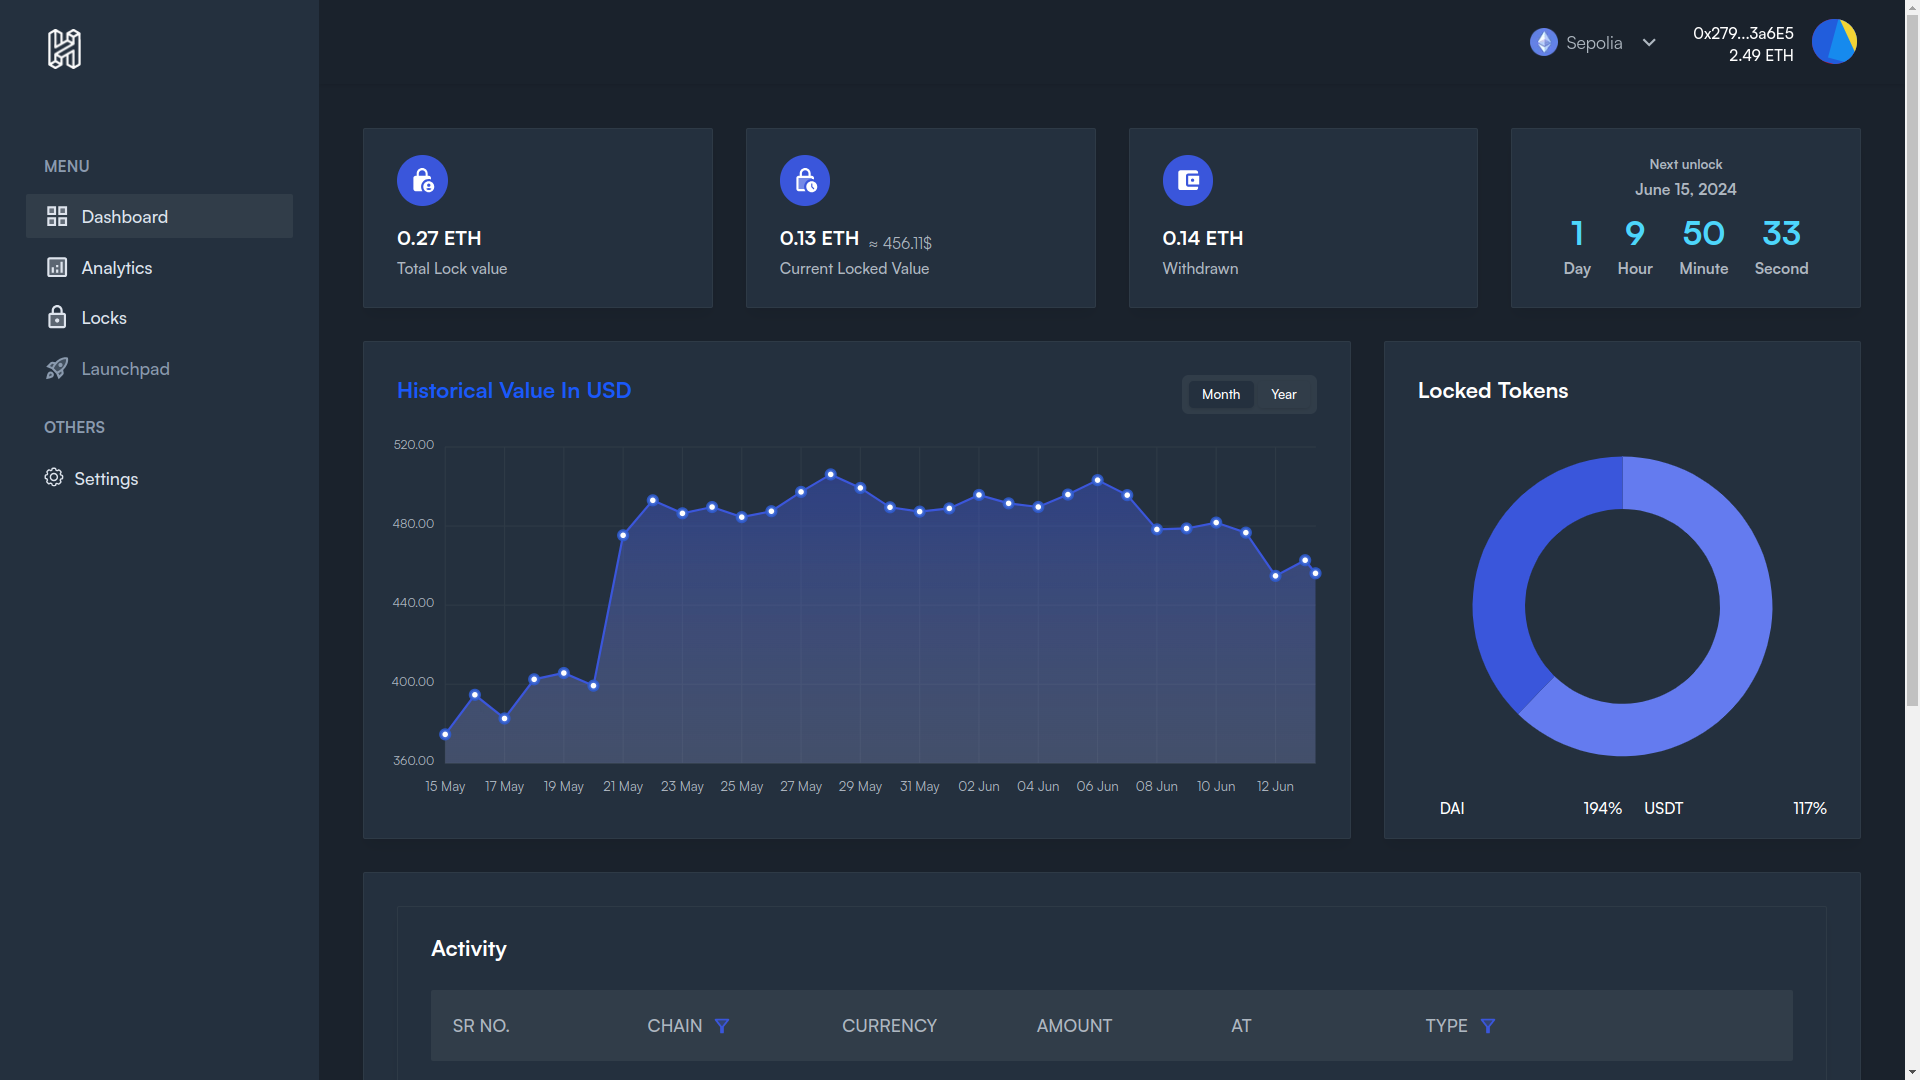 Sepolia
0x279...3a6E5
2.49 ETH
MENU
Dashboard
Analytics
Locks
Launchpad
OTHERS
Settings
0.27 ETH
Total Lock value
0.13 ETH ≈ 456.11$
Current Locked Value
0.14 ETH
Withdrawn
Next unlock
June 15, 2024
1 9 50 33
Day Hour Minute Second
Historical Value In USD
Month Year
520.00
480.00
440.00
400.00
360.00
15 May 17 May 19 May 21 May 23 May 25 May 27 May 29 May 31 May 02 Jun 04 Jun 06 Jun 08 Jun 10 Jun 12 Jun
Locked Tokens
DAI 194% USDT 117%
Activity
SR NO. CHAIN CURRENCY AMOUNT AT TYPE